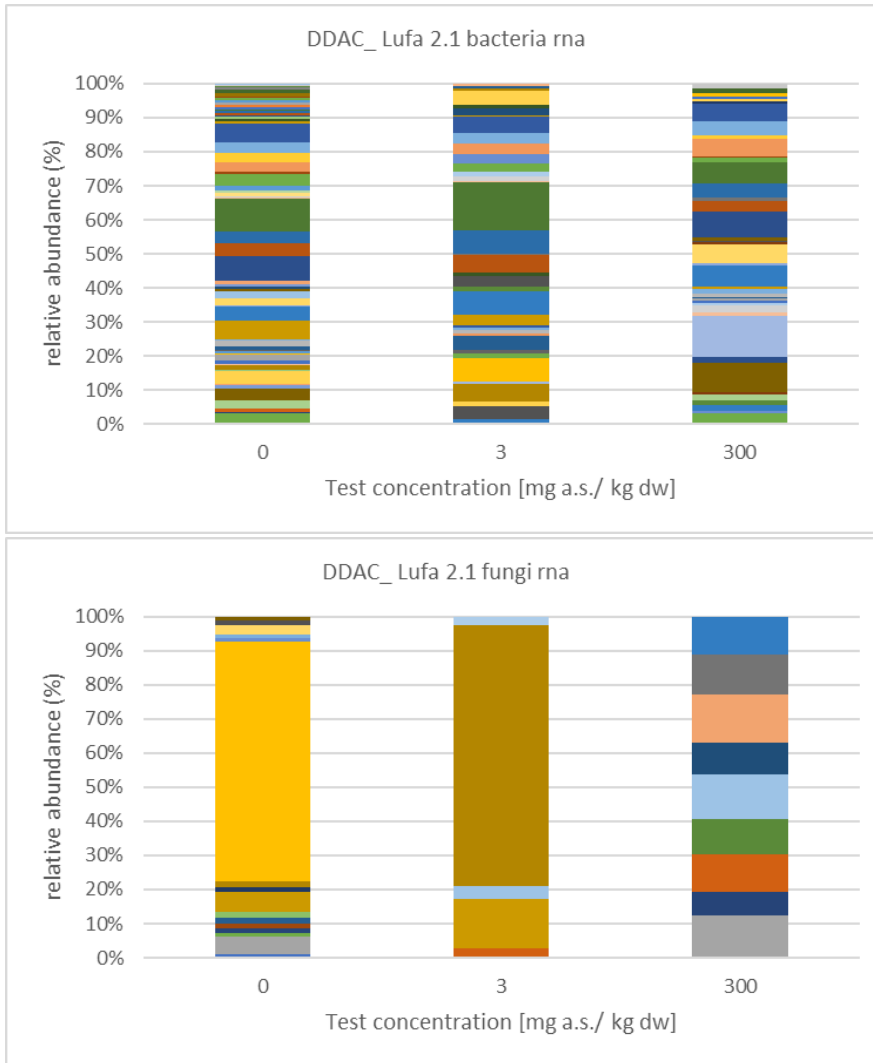 DDAC_ Lufa 2.1 bacteria rna
100%
90%
80%
70%
60%
50%
40%
30%
20%
10%
0%
relative abundance (%)
0 3 300
Test concentration [mg a.s./ kg dw]
DDAC_ Lufa 2.1 fungi rna
100%
90%
80%
70%
60%
50%
40%
30%
20%
10%
0%
relative abundance (%)
0 3 300
Test concentration [mg a.s./ kg dw]